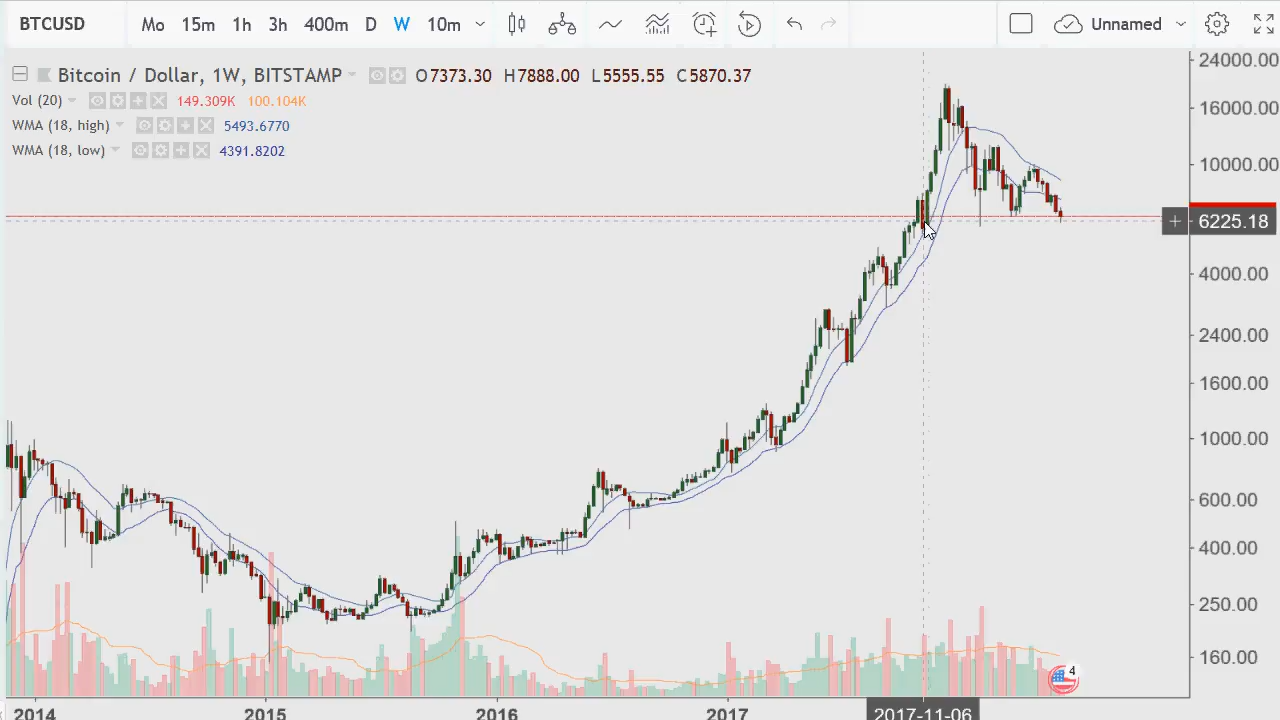 BTCUSD Mo 15m 1h 3h 400m D W 10m Unnamed
Bitcoin / Dollar, 1W, BITSTAMP O7373.30 H7888.00 L5555.55 C5870.37
Vol (20) 149.309K 100.104K
WMA (18, high) 5493.6770
WMA (18, low) 4391.8202
24000.00
16000.00
10000.00
6225.18
4000.00
2400.00
1600.00
1000.00
600.00
400.00
250.00
160.00
4
2014 2015 2016 2017 2017-11-06